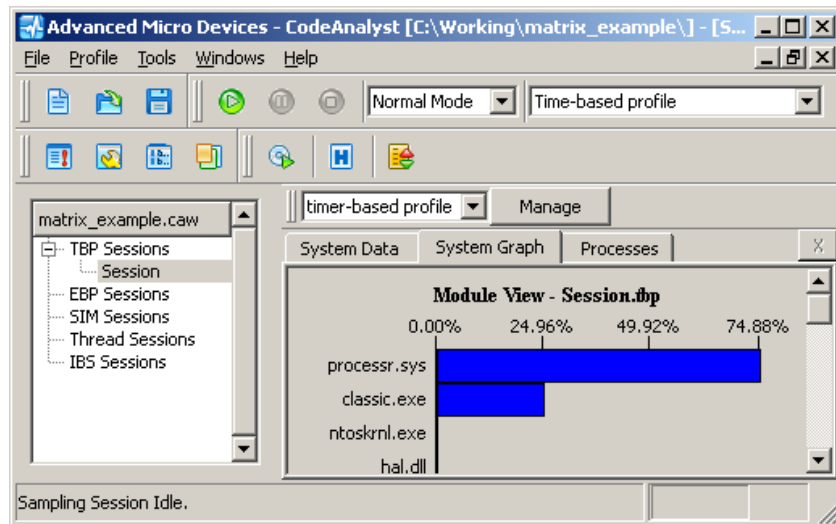 Advanced Micro Devices - CodeAnalyst [C:\Working\matrix_example\] - [S...
File Profile Tools Windows Help
Normal Mode Time-based profile
H
matrix_example.caw
TBP Sessions
Session
EBP Sessions
SIM Sessions
Thread Sessions
IBS Sessions
timer-based profile Manage
System Data System Graph Processes X
Module View - Session.tbp
0.00% 24.96% 49.92% 74.88%
processr.sys
classic.exe
ntoskrnl.exe
hal.dll
Sampling Session Idle.